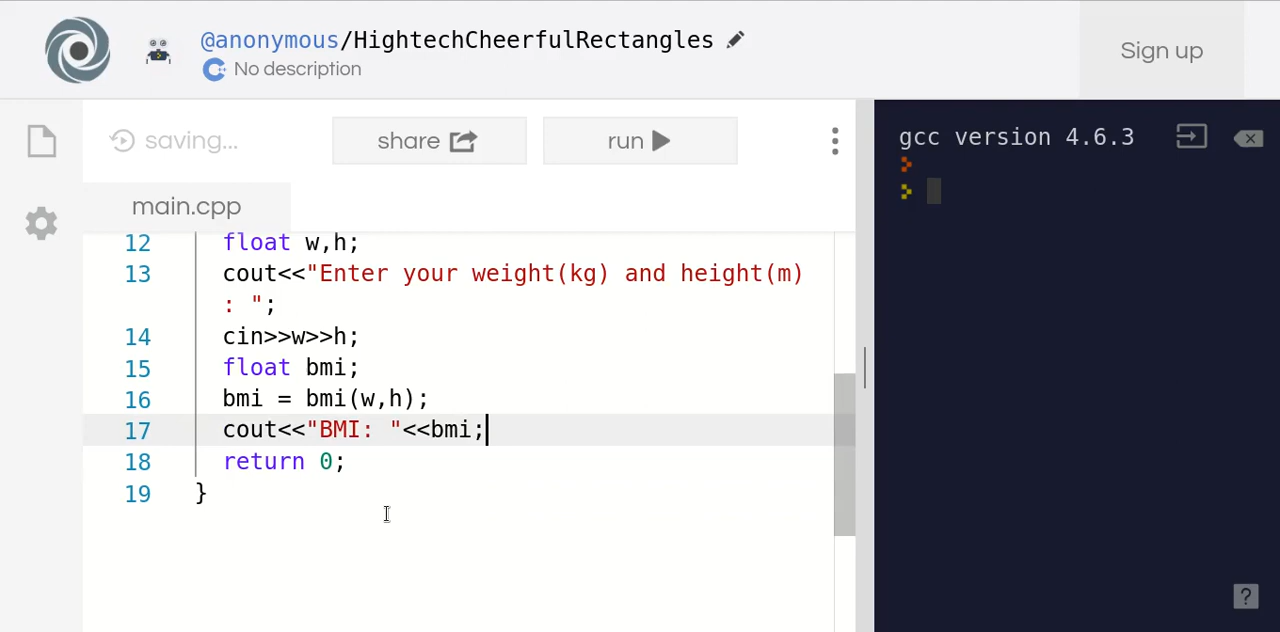 @anonymous/HightechCheerfulRectangles
No description
Sign up
saving...
share
run
gcc version 4.6.3
main.cpp
12 float w,h;
13 cout<<"Enter your weight(kg) and height(m)
: ";
14 cin>>w>>h;
15 float bmi;
16 bmi = bmi(w,h);
17 cout<<"BMI: "<<bmi;
18 return 0;
19 }
?